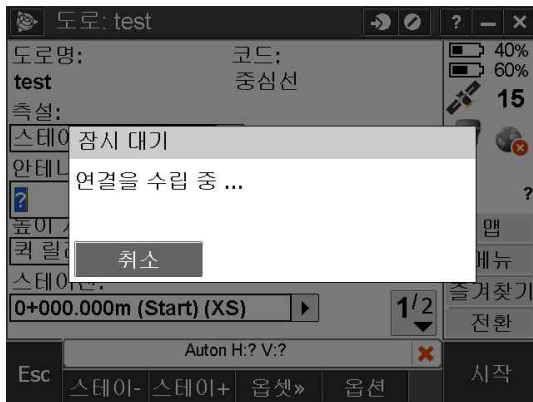 도로: test
? — ×
도로명: 코드:
test 중심선
측설:
스테이
안테나
?
높이
퀵 릴리
스테이션:
0+000.000m (Start) (XS)
1/2
잠시 대기
연결을 수립 중 ...
취소
40%
60%
15
?
맵
메뉴
즐겨찾기
전환
Auton H:? V:?
Esc 스테이- 스테이+ 옵셋» 옵션 시작